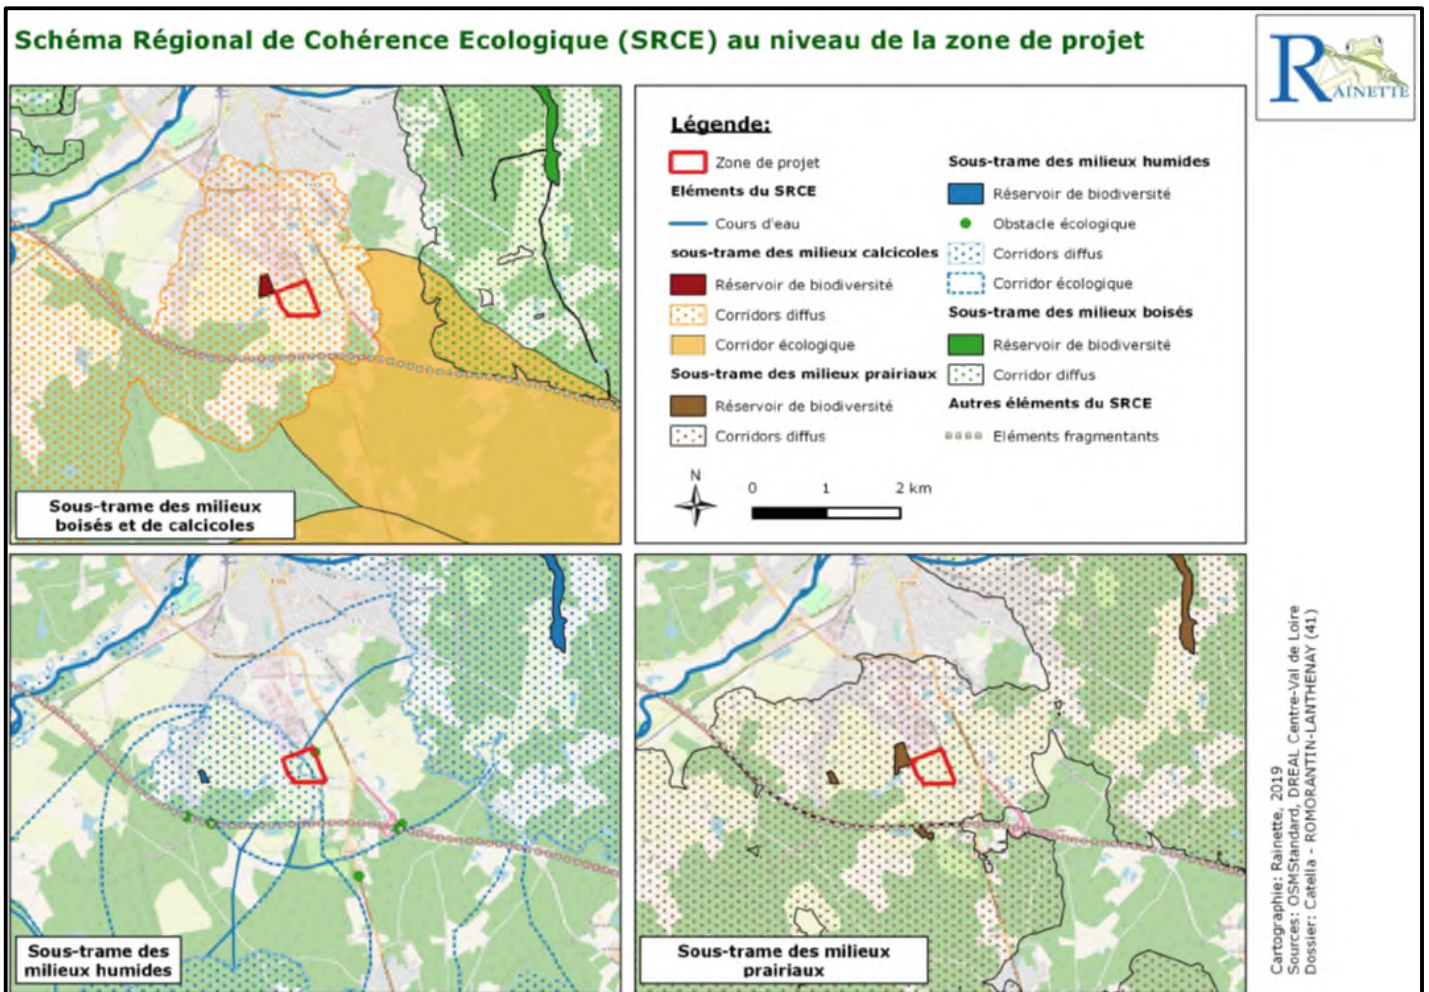 Schéma Régional de Cohérence Ecologique (SRCE) au niveau de la zone de projet
RAINETTE
Légende:
Zone de projet
Eléments du SRCE
Cours d'eau
sous-trame des milieux calcicoles
Réservoir de biodiversité
Corridors diffus
Corridor écologique
Sous-trame des milieux prairiaux
Réservoir de biodiversité
Corridors diffus
Sous-trame des milieux humides
Réservoir de biodiversité
Obstacle écologique
Corridors diffus
Corridor écologique
Sous-trame des milieux boisés
Réservoir de biodiversité
Corridor diffus
Autres éléments du SRCE
Eléments fragmentants
N
0 1 2 km
Sous-trame des milieux
boisés et de calcicoles
Sous-trame des
milieux humides
Sous-trame des milieux
prairiaux
Cartographie: Rainette, 2019
Sources: OSMStandard, DREAL Centre-Val de Loire
Dossier: Catella - ROMORANTIN-LANTHENAY (41)